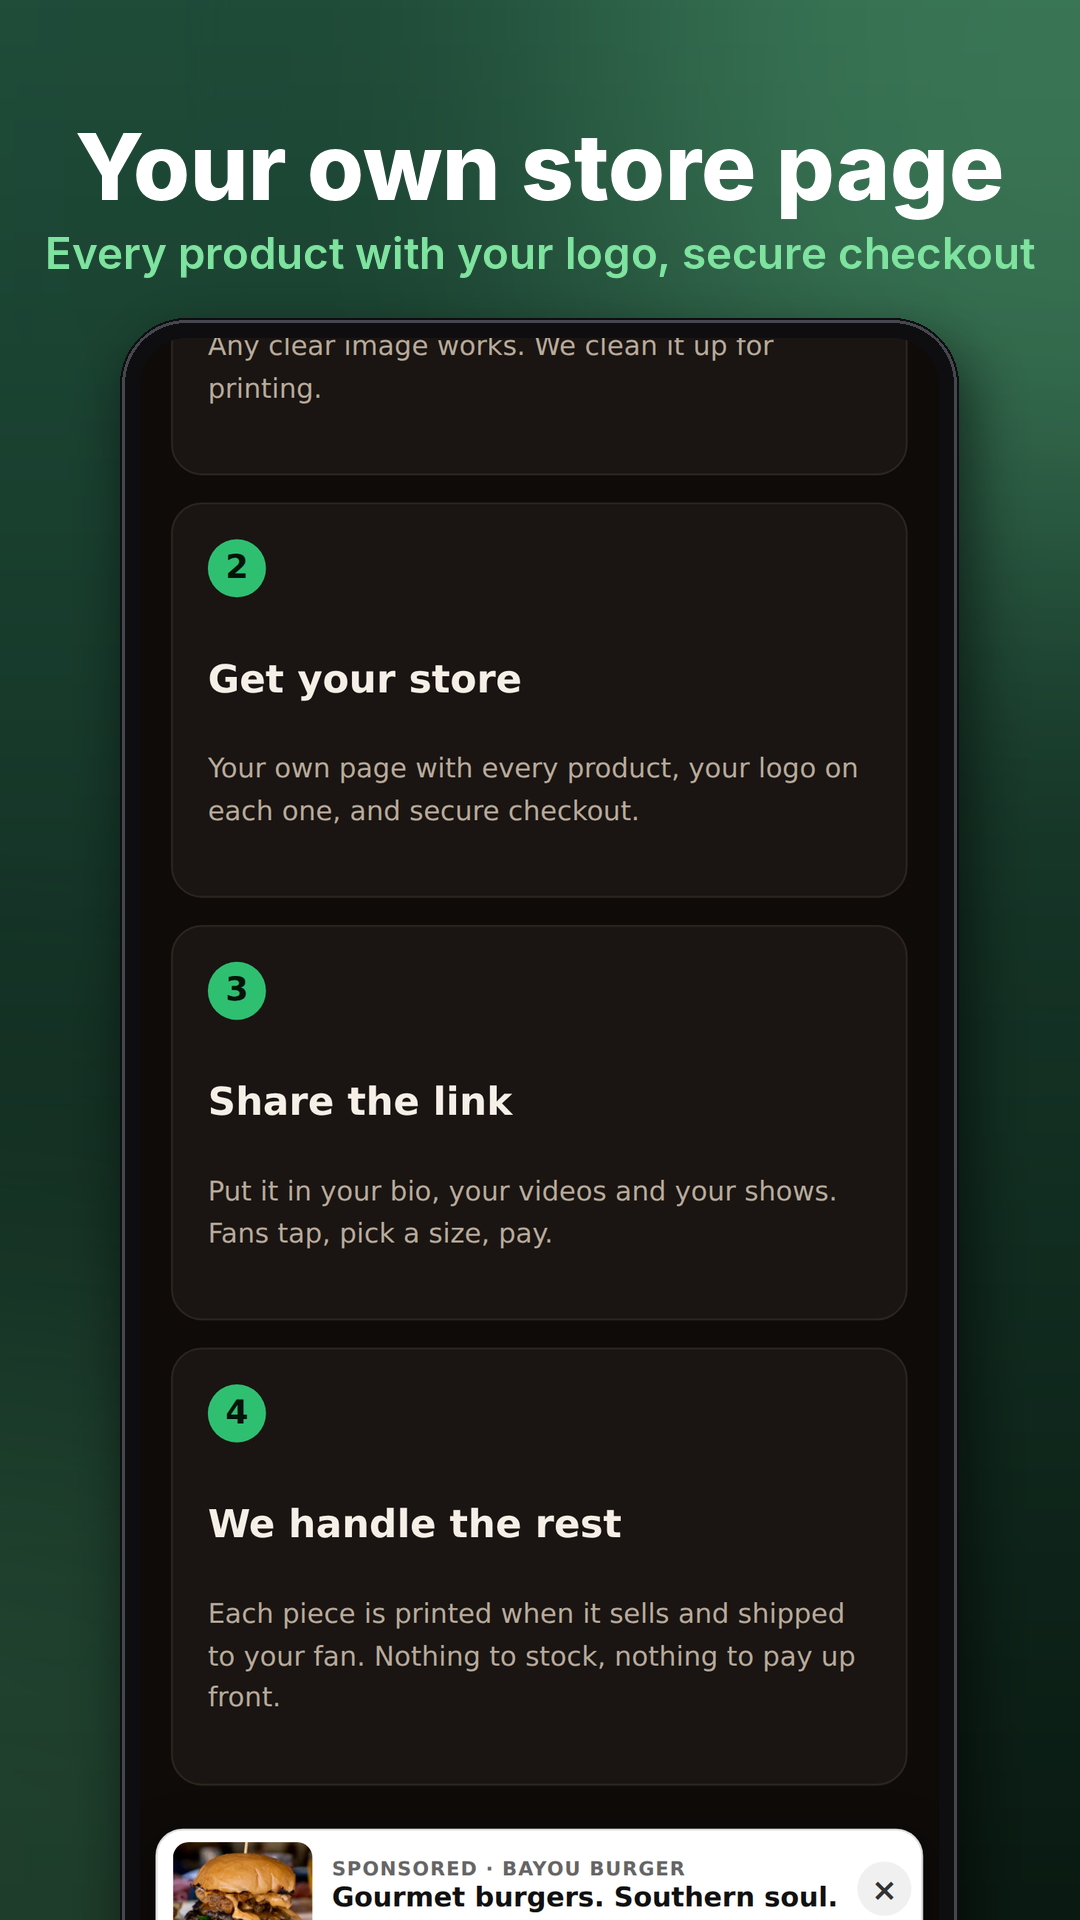 Your own store page
Every product with your logo, secure checkout
Any clear image works. We clean it up for
printing.
2
Get your store
Your own page with every product, your logo on
each one, and secure checkout.
3
Share the link
Put it in your bio, your videos and your shows.
Fans tap, pick a size, pay.
4
We handle the rest
Each piece is printed when it sells and shipped
to your fan. Nothing to stock, nothing to pay up
front.
SPONSORED · BAYOU BURGER
Gourmet burgers. Southern soul.
×